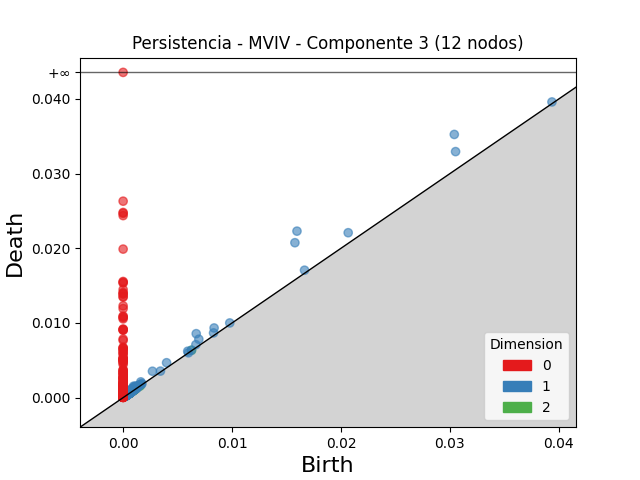 Persistencia - MVIV - Componente 3 (12 nodos)
+∞
0.040
0.030
0.020
0.010
0.000
Death
Dimension
0
1
2
0.00 0.01 0.02 0.03 0.04
Birth